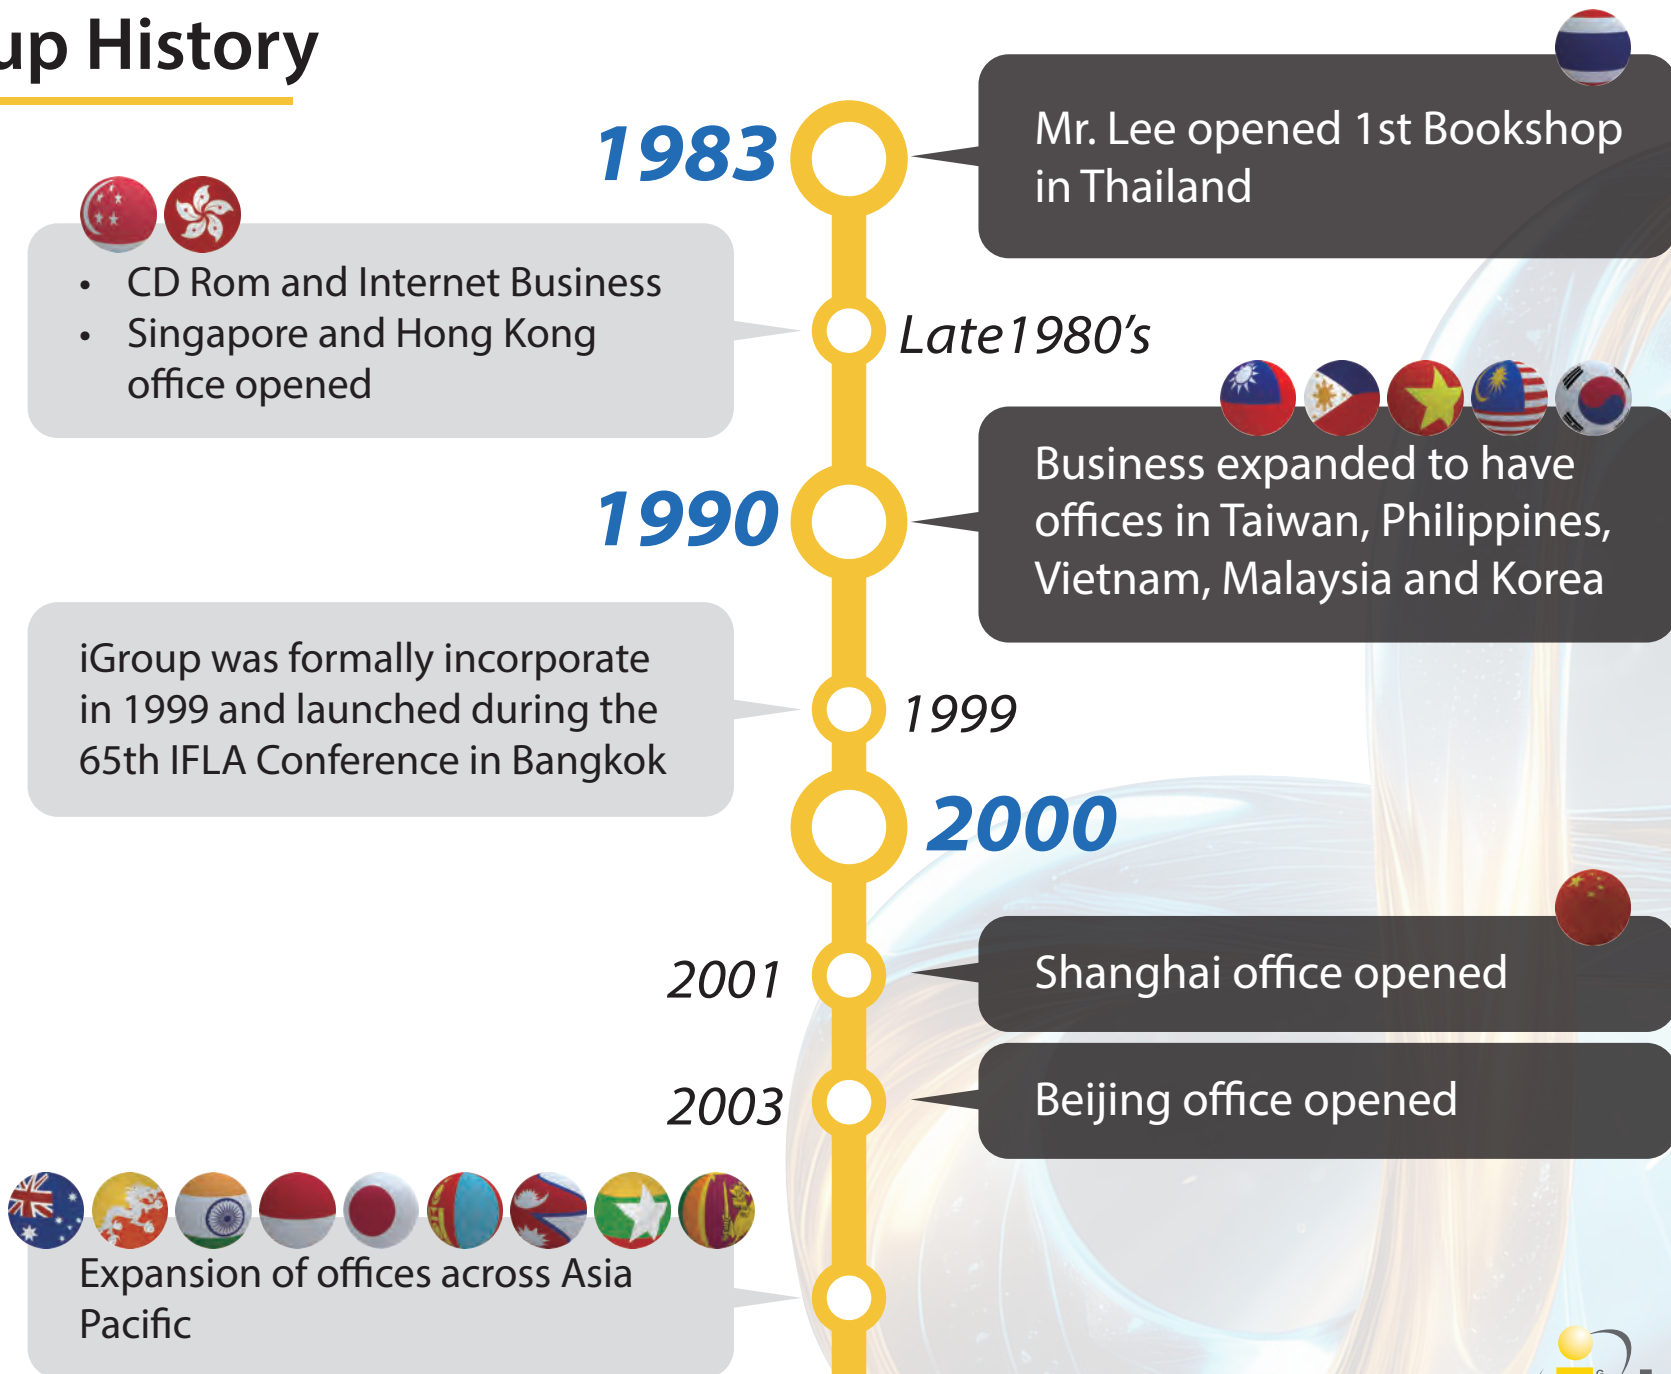 up History
1983
Mr. Lee opened 1st Bookshop
in Thailand
• CD Rom and Internet Business
• Singapore and Hong Kong
office opened
Late1980’s
1990
Business expanded to have
offices in Taiwan, Philippines,
Vietnam, Malaysia and Korea
iGroup was formally incorporate
in 1999 and launched during the
65th IFLA Conference in Bangkok
1999
2000
2001
Shanghai office opened
2003
Beijing office opened
Expansion of offices across Asia
Pacific